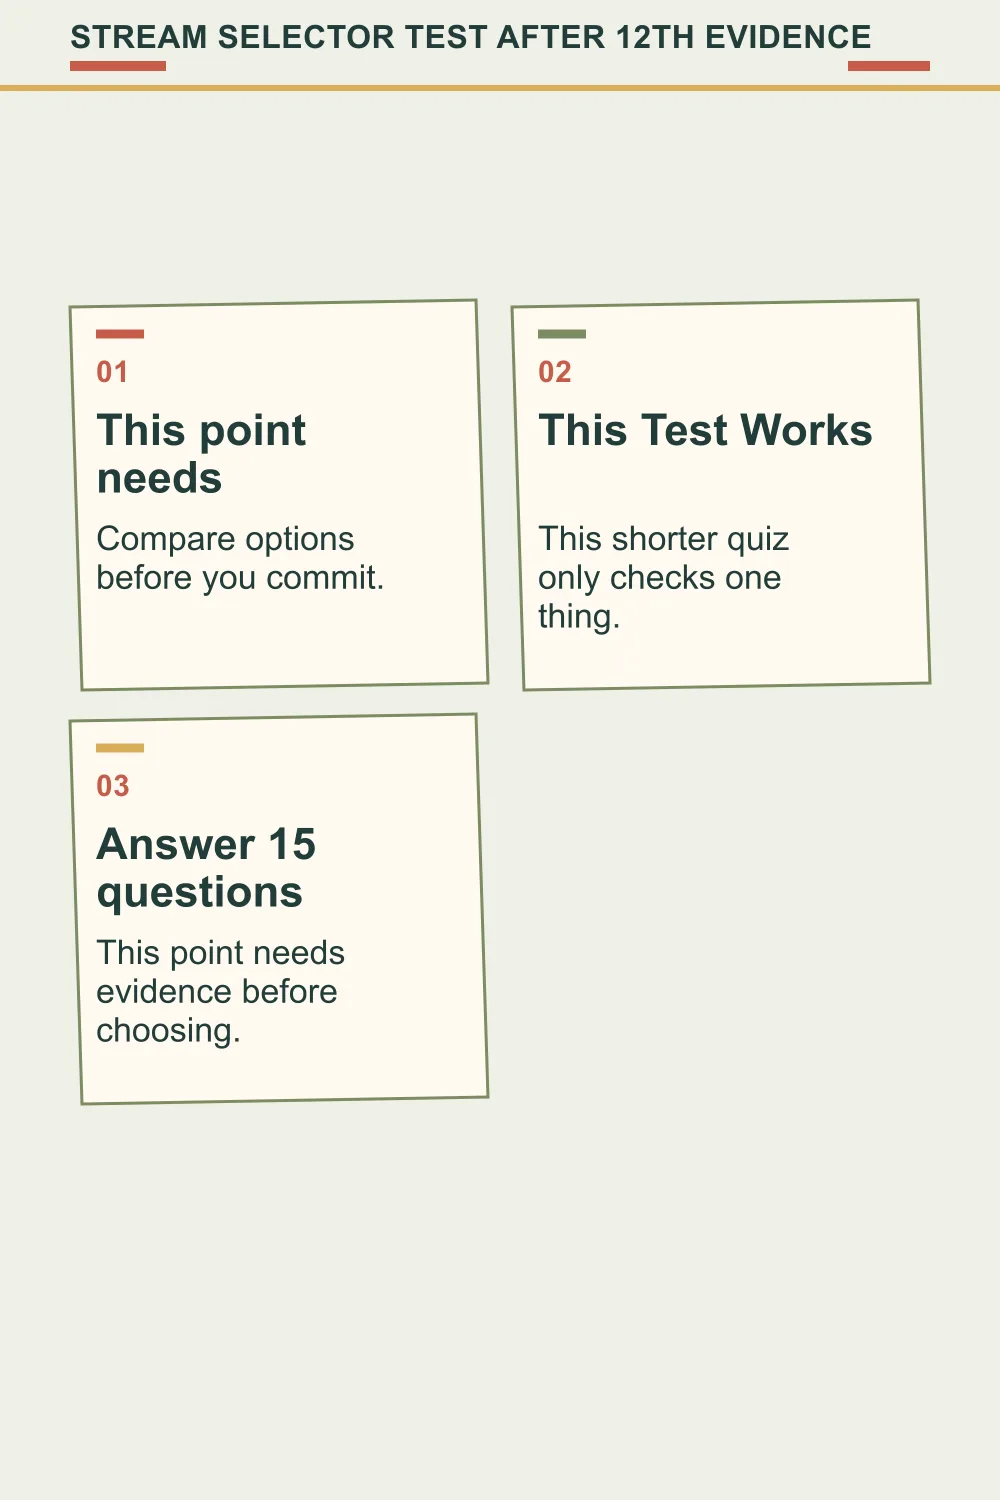 STREAM SELECTOR TEST AFTER 12TH EVIDENCE
01
This point
needs
Compare options
before you commit.
02
This Test Works
This shorter quiz
only checks one
thing.
03
Answer 15
questions
This point needs
evidence before
choosing.